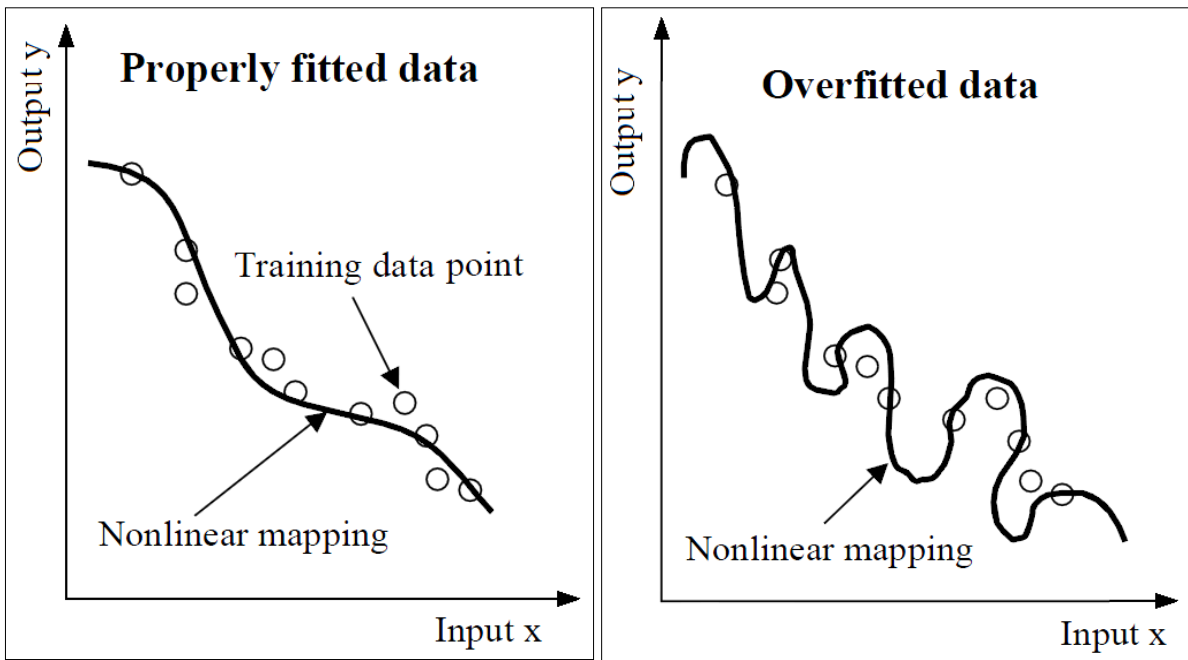 Properly fitted data
Output y
Training data point
Nonlinear mapping
Input x
Overfitted data
Output y
Nonlinear mapping
Input x